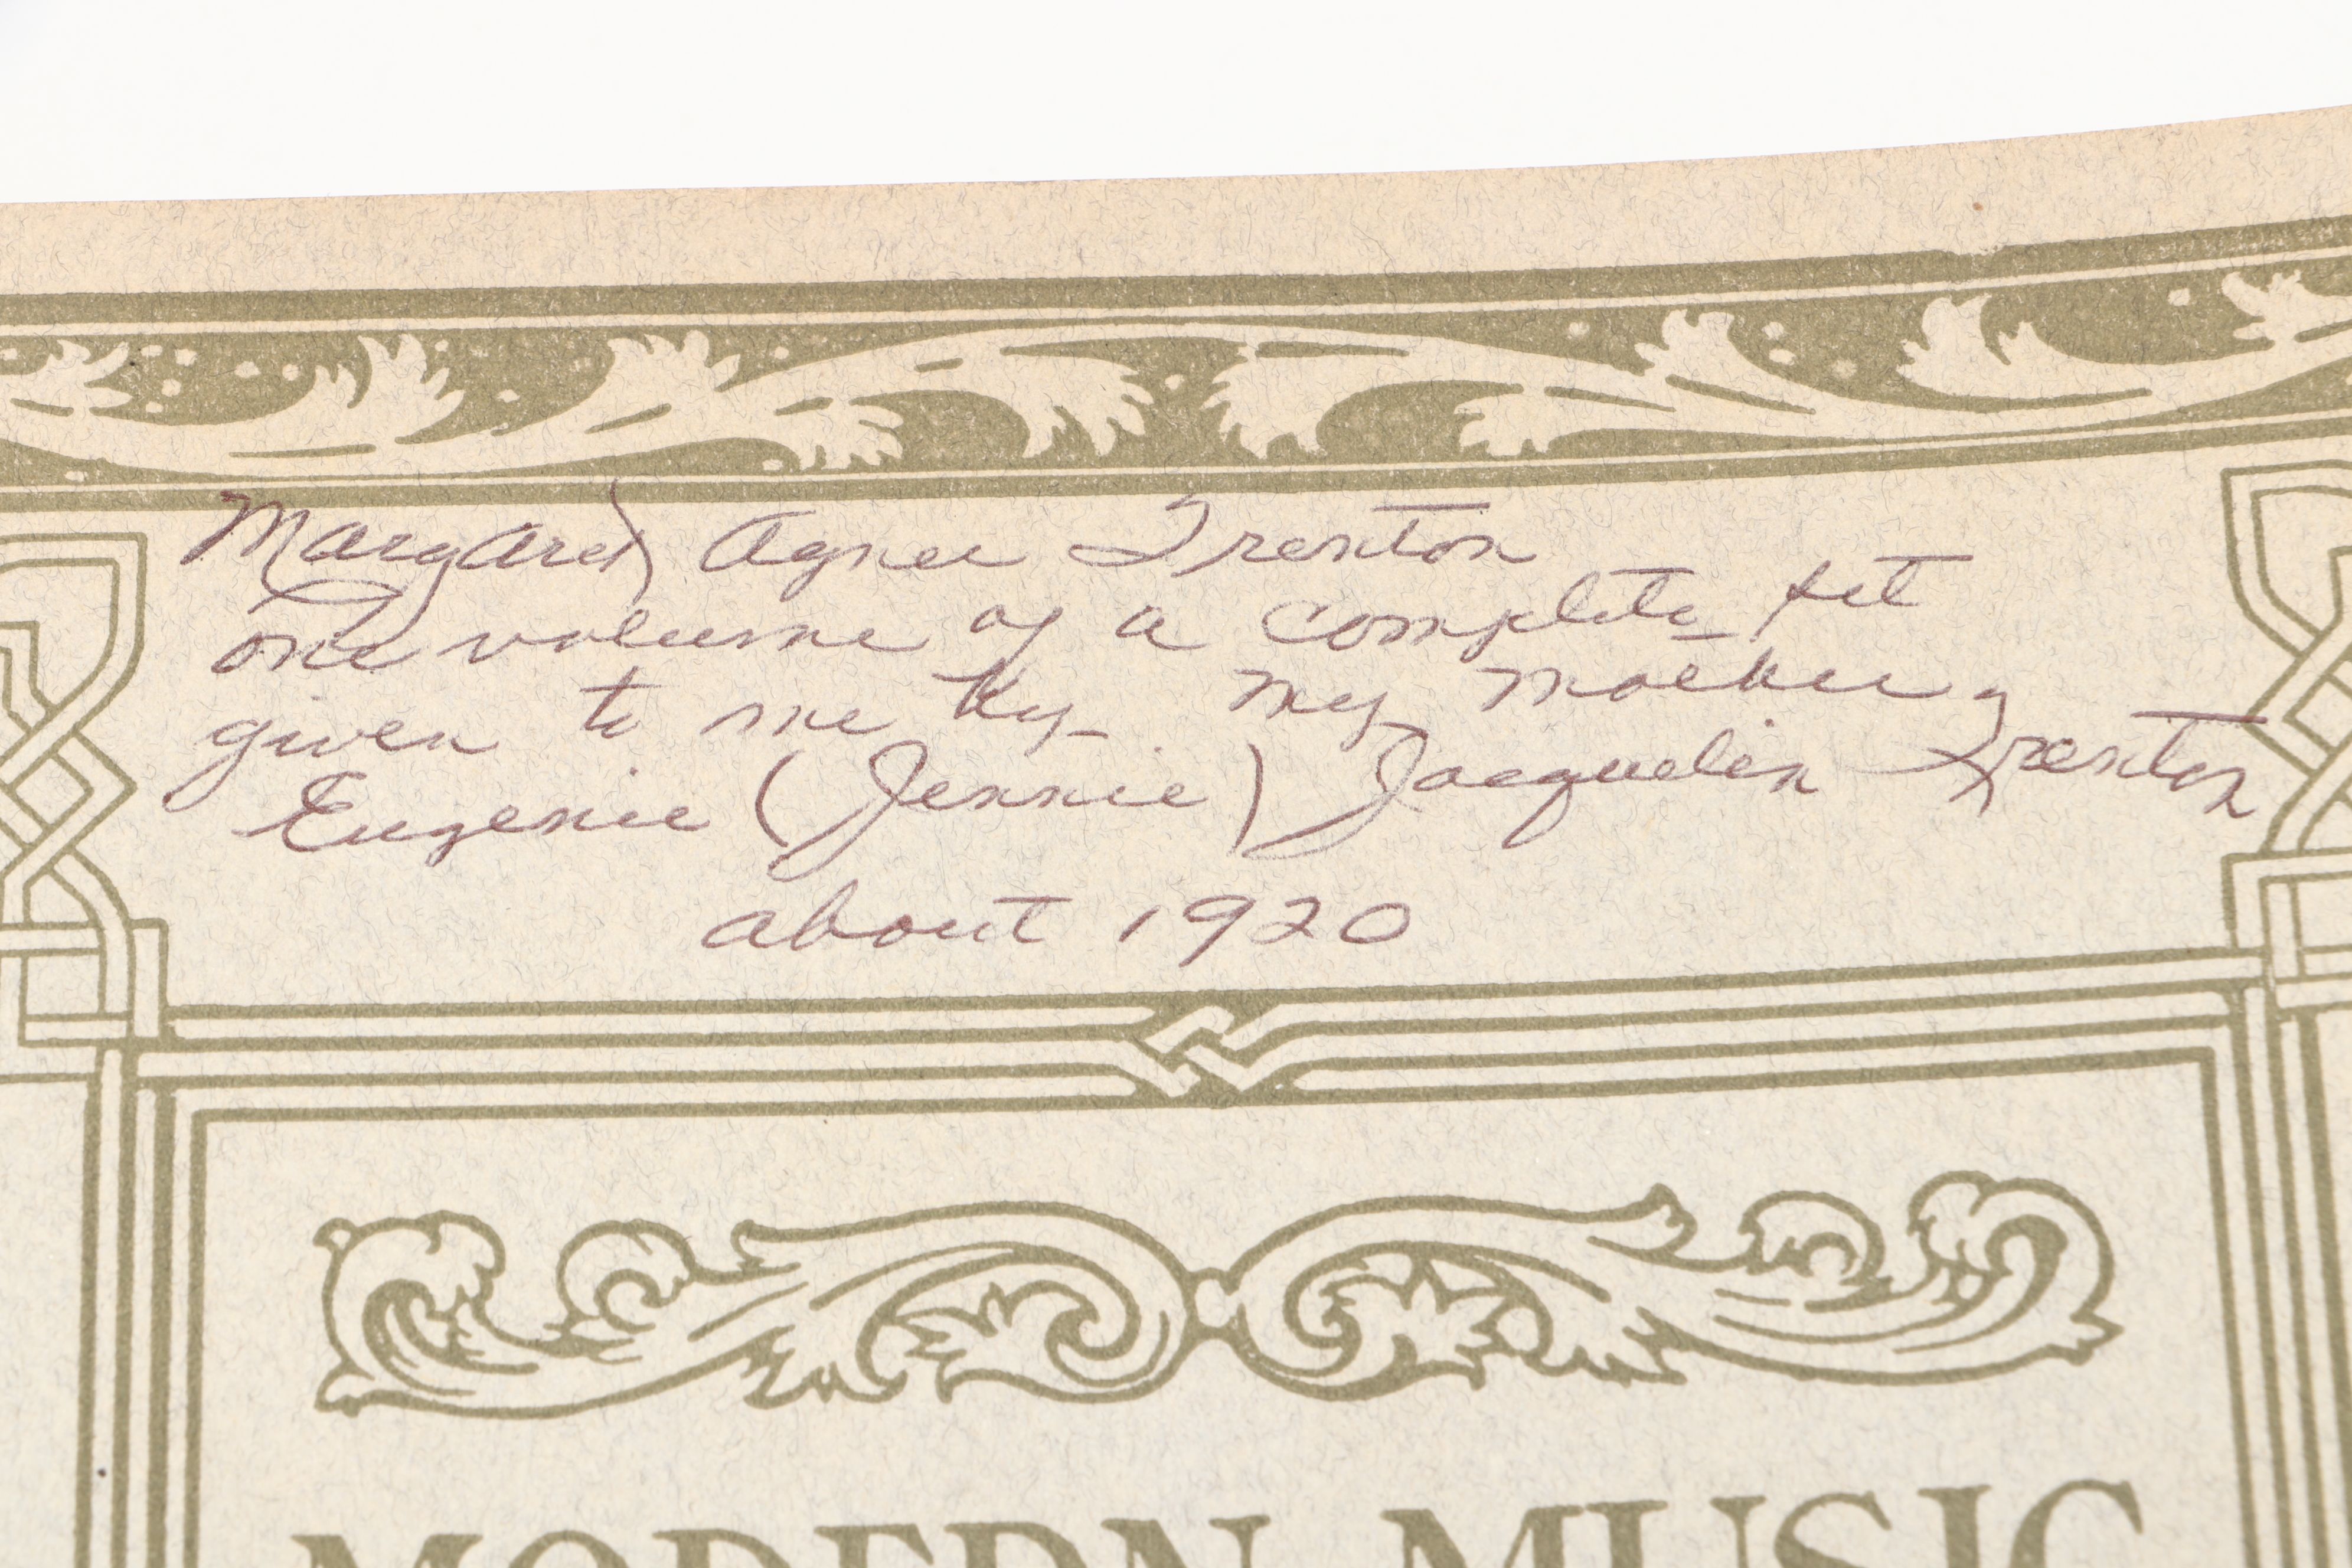 Margaret Agnes Trenton
one volume of a complete set
given to me by my mother,
Eugenie (Jennie) Jacquelin Trenton
about 1920
MODERN MUSIC